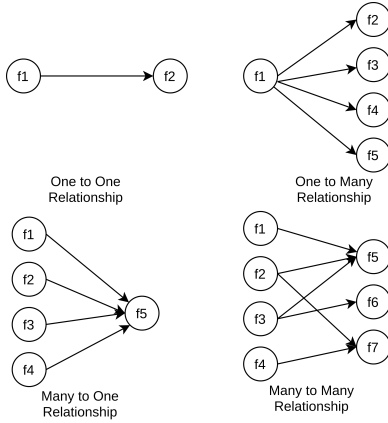 f1
f2
One to One
Relationship
f1
f2
f3
f4
f5
One to Many
Relationship
f1
f2
f3
f4
f5
Many to One
Relationship
f1
f2
f3
f4
f5
f6
f7
Many to Many
Relationship